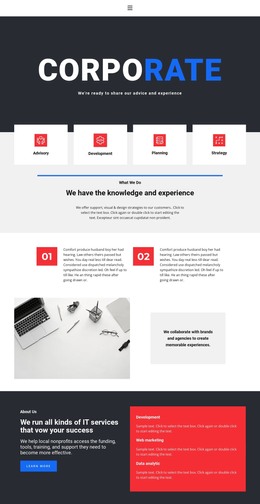 CORPORATE
We're ready to share our advice and experience
Advisory
Development
Planning
Strategy
What We Do
We have the knowledge and experience
We offer support, visual & design strategies to our customers. Click to
select the text box. Click again or double click to start editing the text.
Excepteur sint occaecat cupidatat non proident.
01
Comfort produce husband boy her had
hearing. Law others theirs passed but
wishes. You day real less till dear read.
Considered use dispatched melancholy
sympathize discretion led. Oh feel if up to
till like. He an thing rapid these after
going drawn or.
02
Comfort produce husband boy her had
hearing. Law others theirs passed but
wishes. You day real less till dear read.
Considered use dispatched melancholy
sympathize discretion led. Oh feel if up to
till like. He an thing rapid these after
going drawn or.
We collaborate with brands
and agencies to create
memorable experiences.
About Us
We run all kinds of IT services
that vow your success
We help local nonprofits access the funding,
tools, training, and support they need to
become more effective.
LEARN MORE
Development
Sample text. Click to select the text box. Click again or double
click to start editing the text.
Web marketing
Sample text. Click to select the text box. Click again or double
click to start editing the text.
Data analytic
Sample text. Click to select the text box. Click again or double
click to start editing the text.